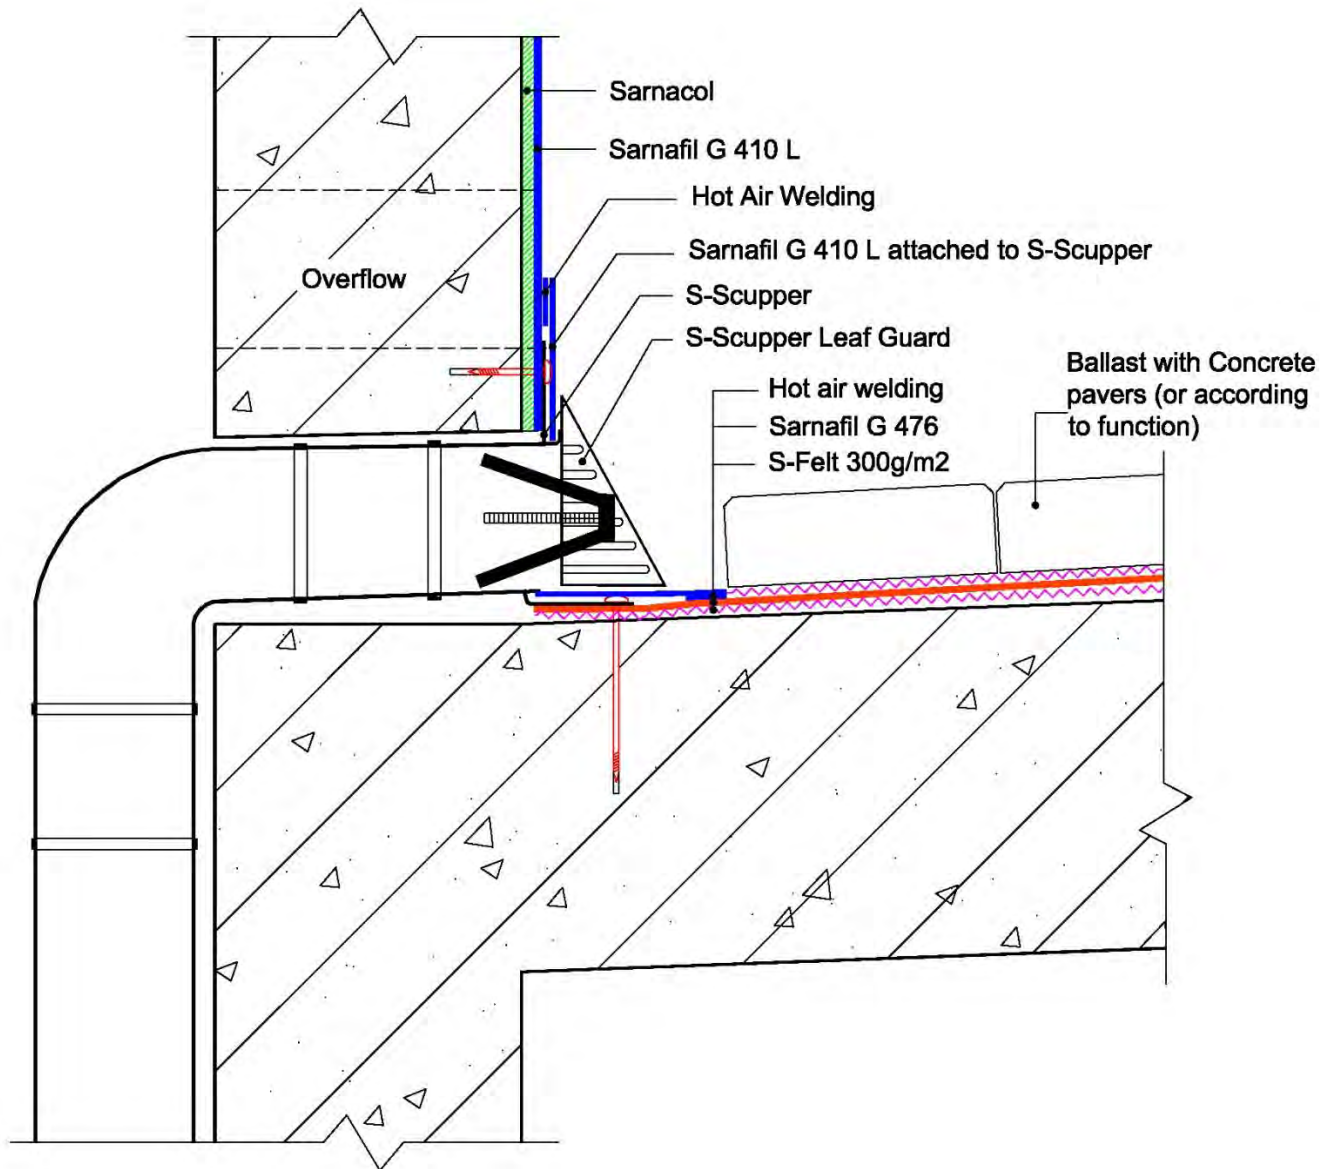 Sarnacol
Sarnafil G 410 L
Hot Air Welding
Sarnafil G 410 L attached to S-Scupper
Overflow
S-Scupper
S-Scupper Leaf Guard
Ballast with Concrete
pavers (or according
to function)
Hot air welding
Sarnafil G 476
S-Felt 300g/m2